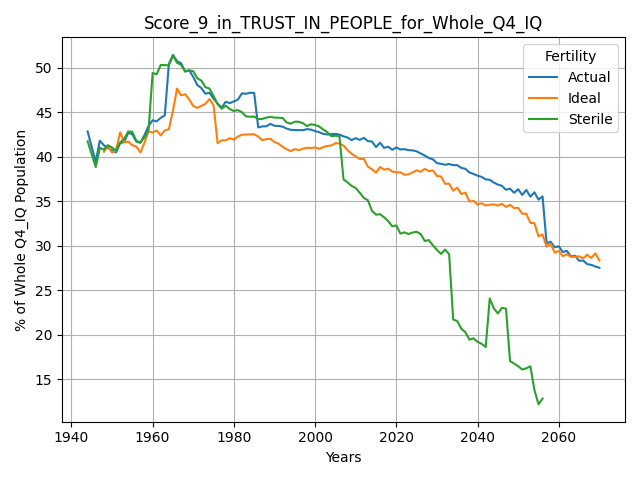 Score_9_in_TRUST_IN_PEOPLE_for_Whole_Q4_IQ
% of Whole Q4_IQ Population
50
45
40
35
30
25
20
15
1940
1960
1980
2000
2020
2040
2060
Years
Fertility
Actual
Ideal
Sterile